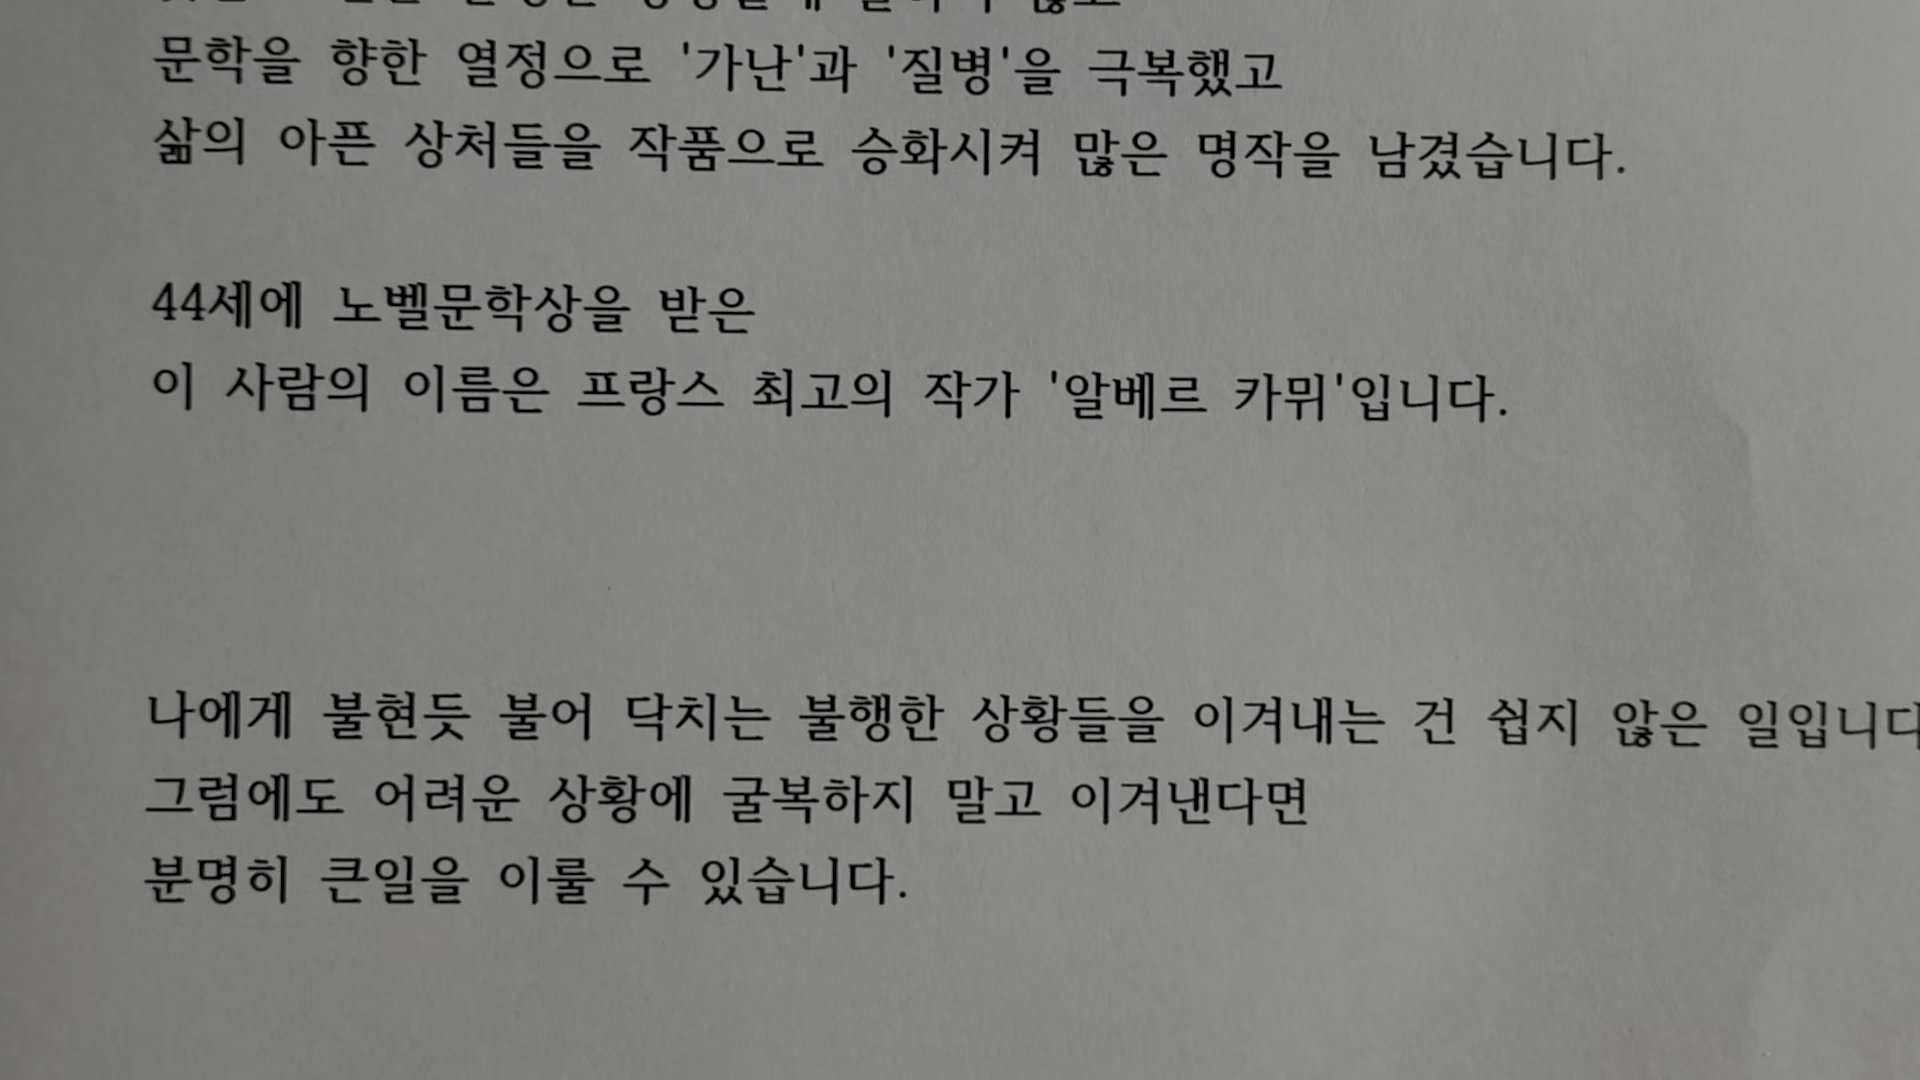 문학을 향한 열정으로 '가난'과 '질병'을 극복했고
삶의 아픈 상처들을 작품으로 승화시켜 많은 명작을 남겼습니다.
44세에 노벨문학상을 받은
이 사람의 이름은 프랑스 최고의 작가 '알베르 카뮈'입니다.
나에게 불현듯 불어 닥치는 불행한 상황들을 이겨내는 건 쉽지 않은 일입니다
그럼에도 어려운 상황에 굴복하지 말고 이겨낸다면
분명히 큰일을 이룰 수 있습니다.